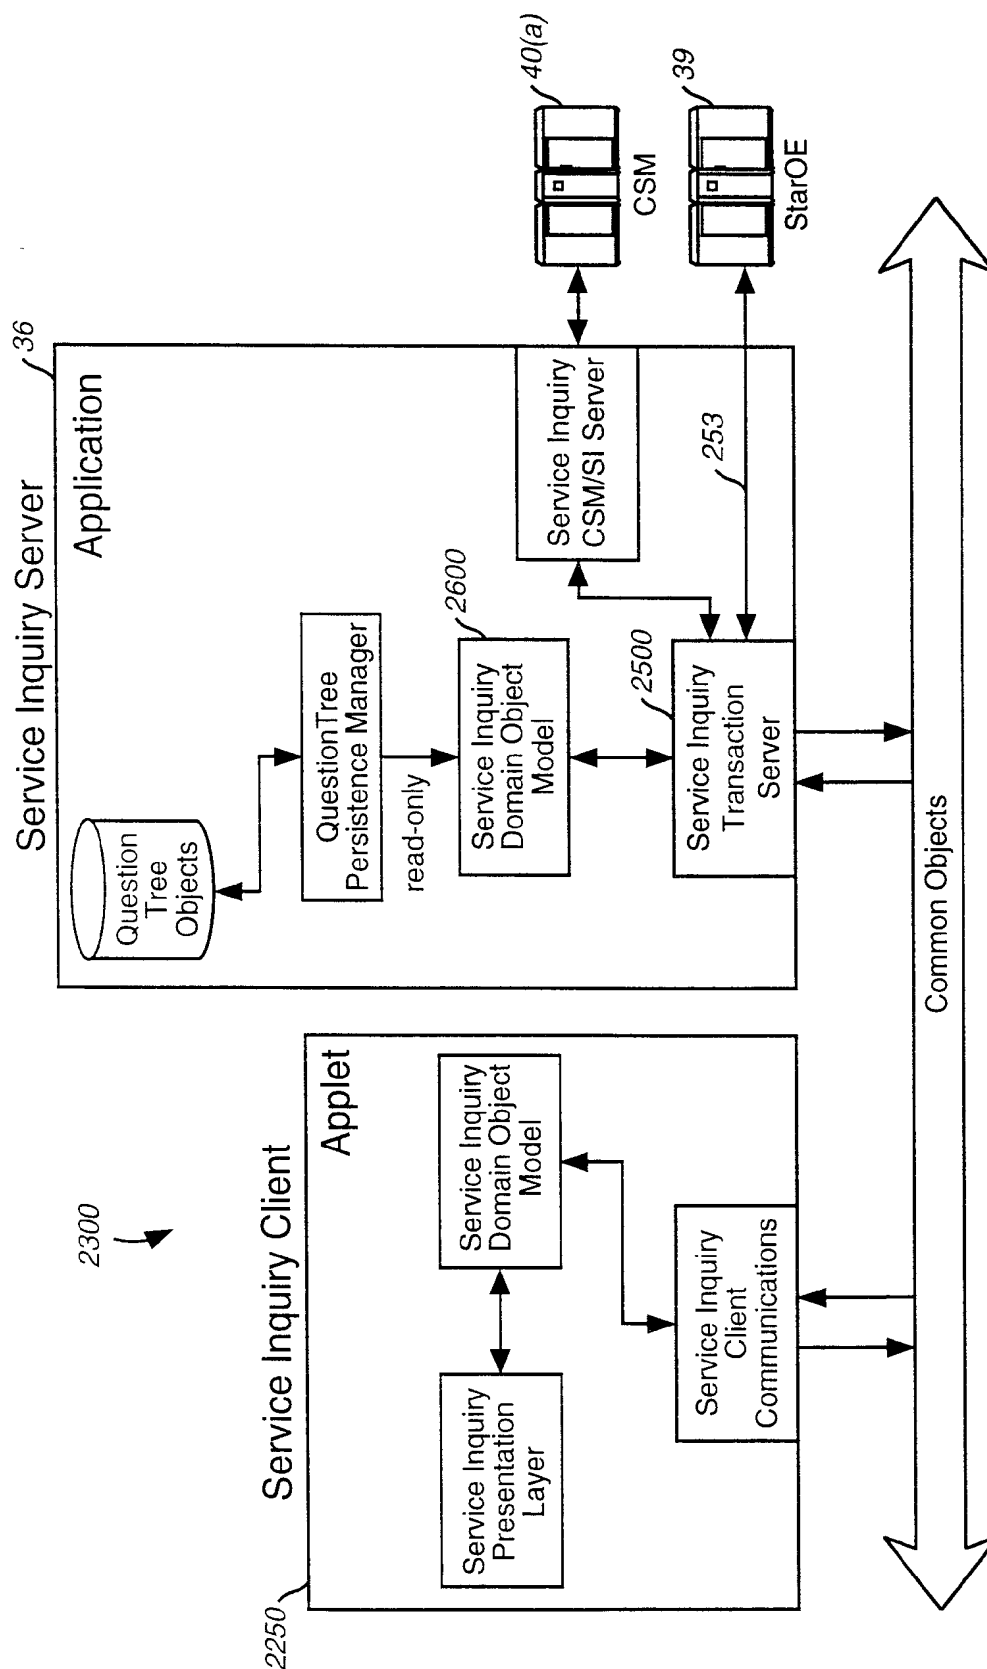 2300
Service Inquiry Client
2250
Applet
Service Inquiry
Presentation
Layer
Service Inquiry
Domain Object
Model
Service Inquiry
Client
Communications
Service Inquiry Server
36
Application
Question
Tree
Objects
QuestionTree
Persistence Manager
read-only
2600
Service Inquiry
Domain Object
Model
2500
Service Inquiry
Transaction
Server
Service Inquiry
CSM/SI Server
253
40(a)
CSM
39
StarOE
Common Objects